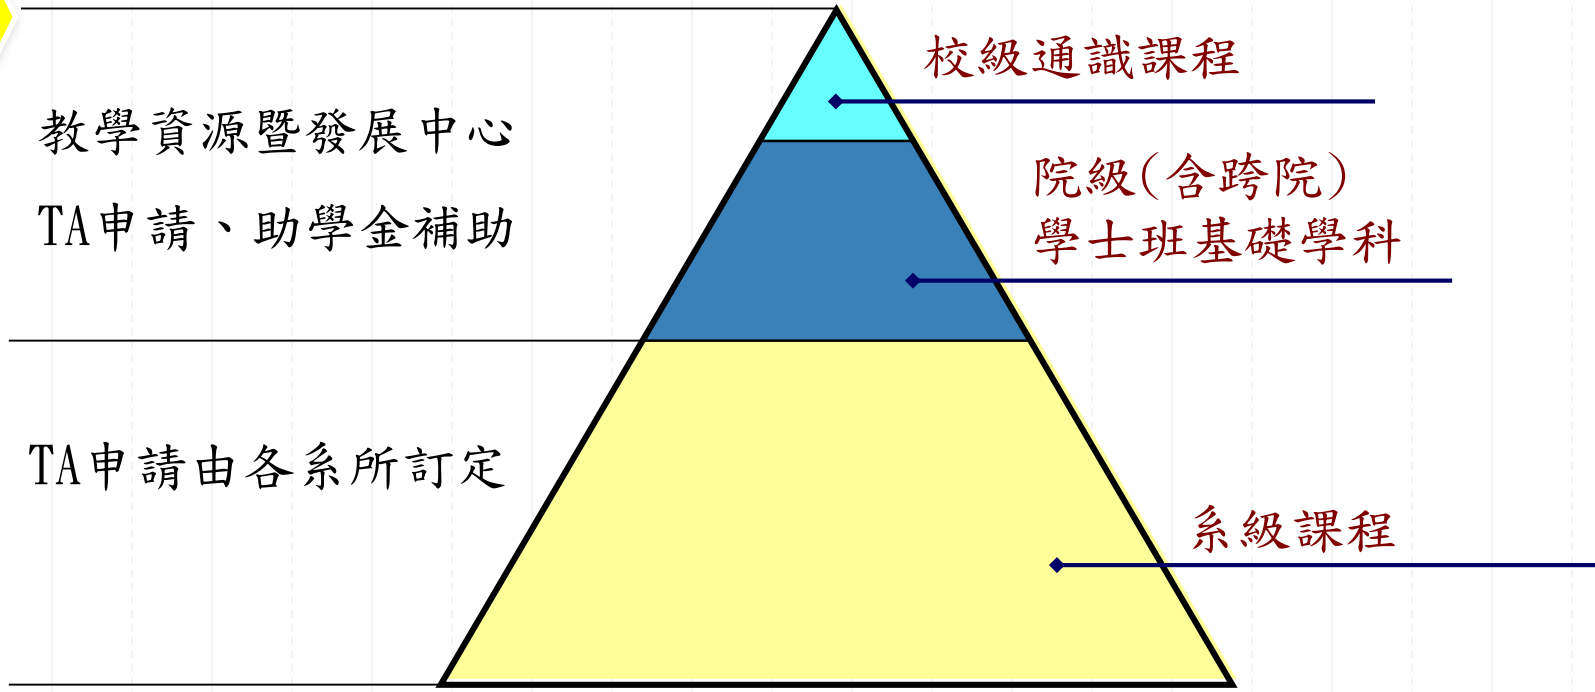 校級通識課程
教學資源暨發展中心
TA申請、助學金補助
院級(含跨院)
學士班基礎學科
TA申請由各系所訂定
系級課程